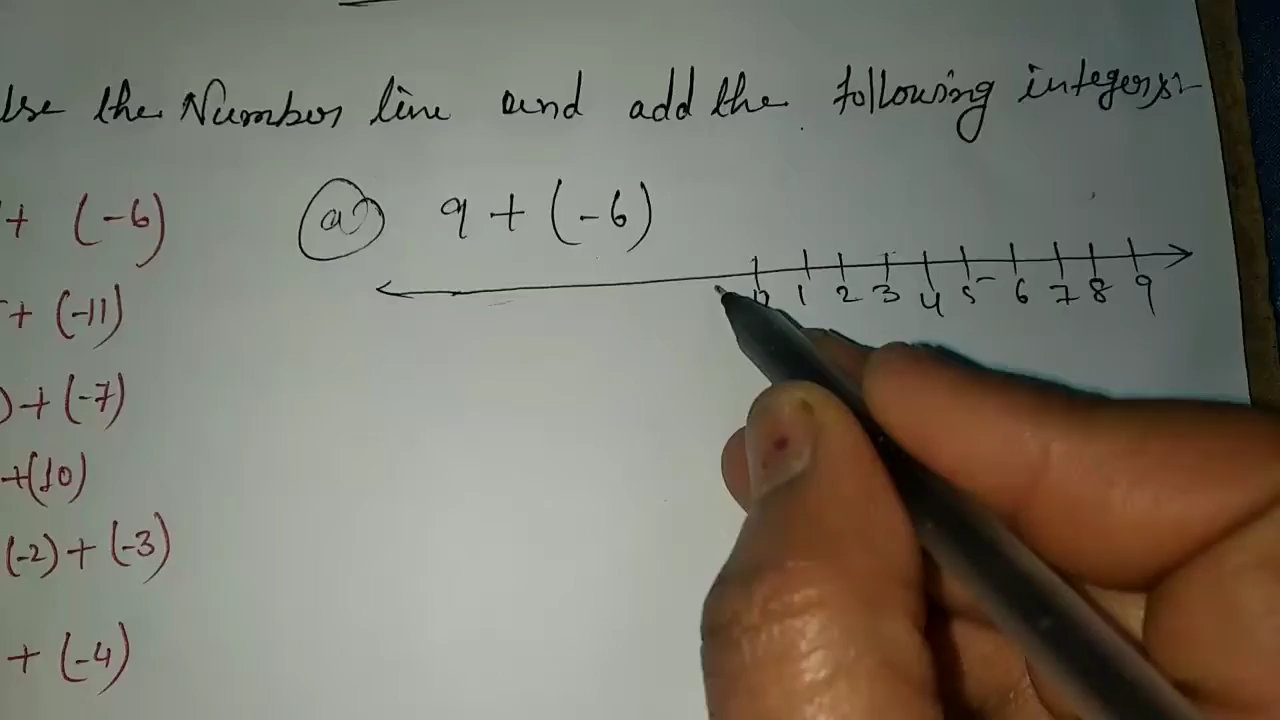 Use the Number line and add the following integers:-
+ (-6)
(a) 9 + (-6)
0 1 2 3 4 5 6 7 8 9
+ (-11)
) + (-7)
+(10)
(-2) + (-3)
+ (-4)